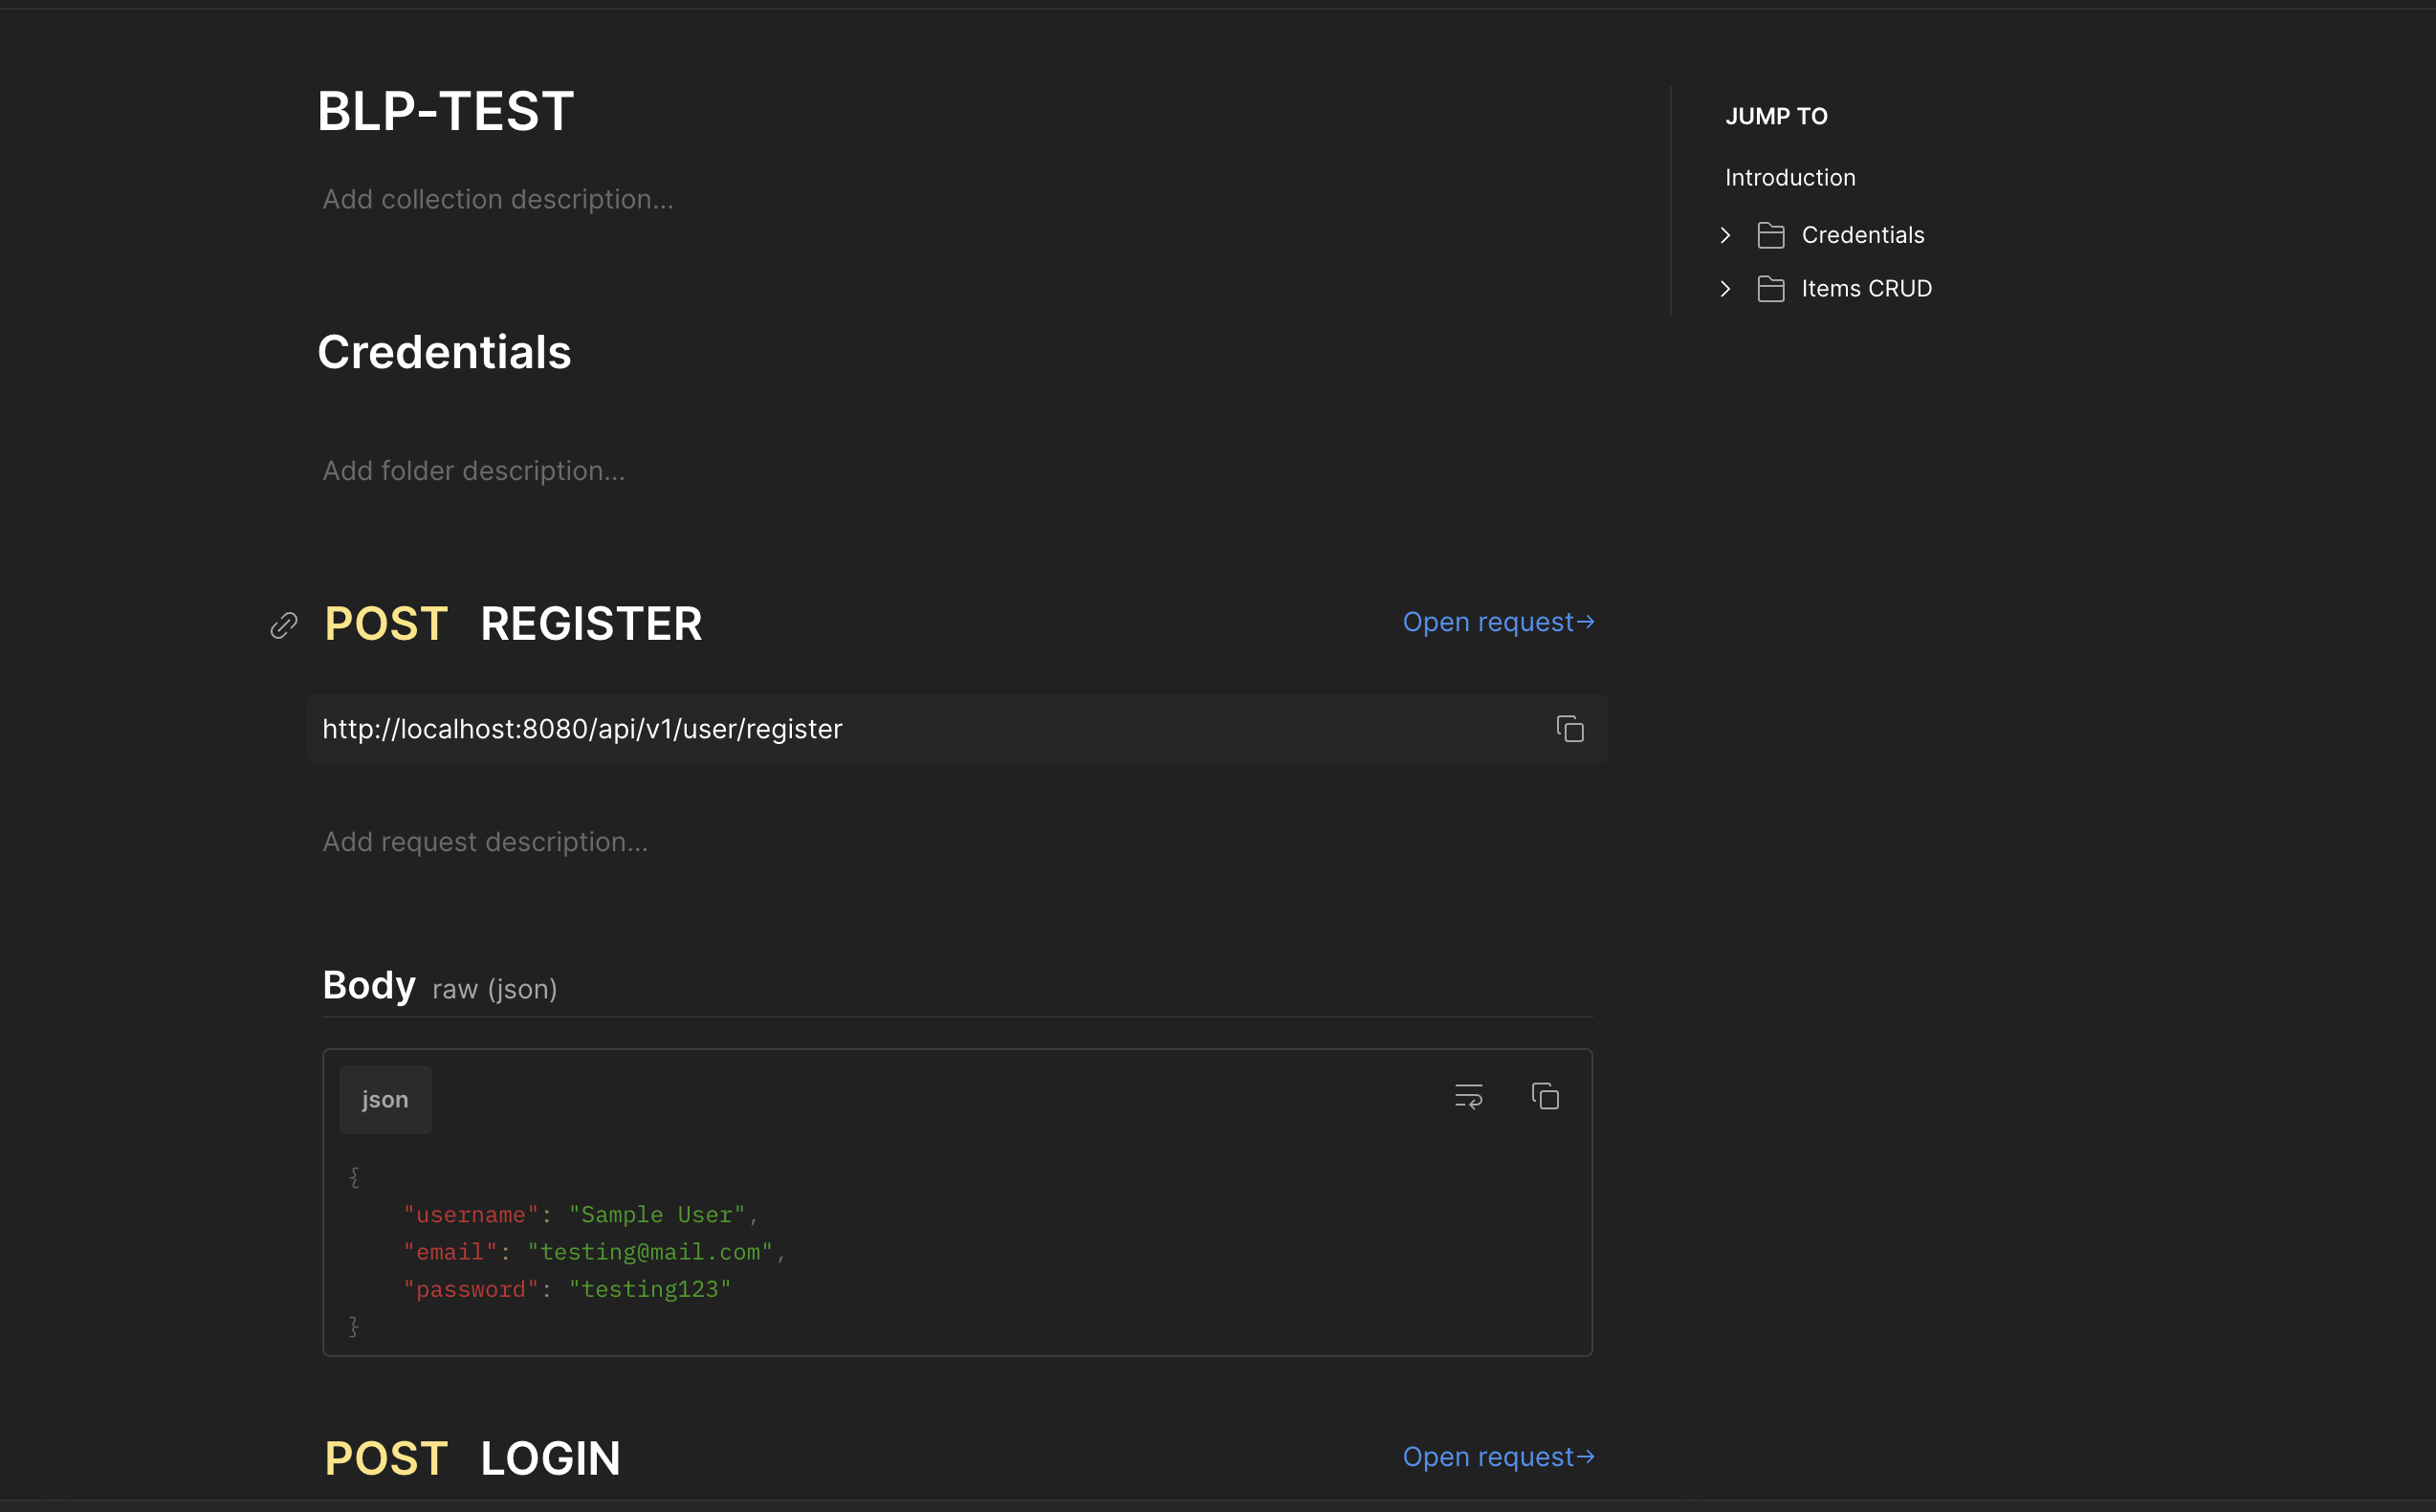 BLP-TEST
Add collection description...
Credentials
Add folder description...
POST REGISTER
Open request→
http://localhost:8080/api/v1/user/register
Add request description...
Body raw (json)
json
{
    "username": "Sample User",
    "email": "testing@mail.com",
    "password": "testing123"
}
POST LOGIN
Open request→
JUMP TO
Introduction
Credentials
Items CRUD